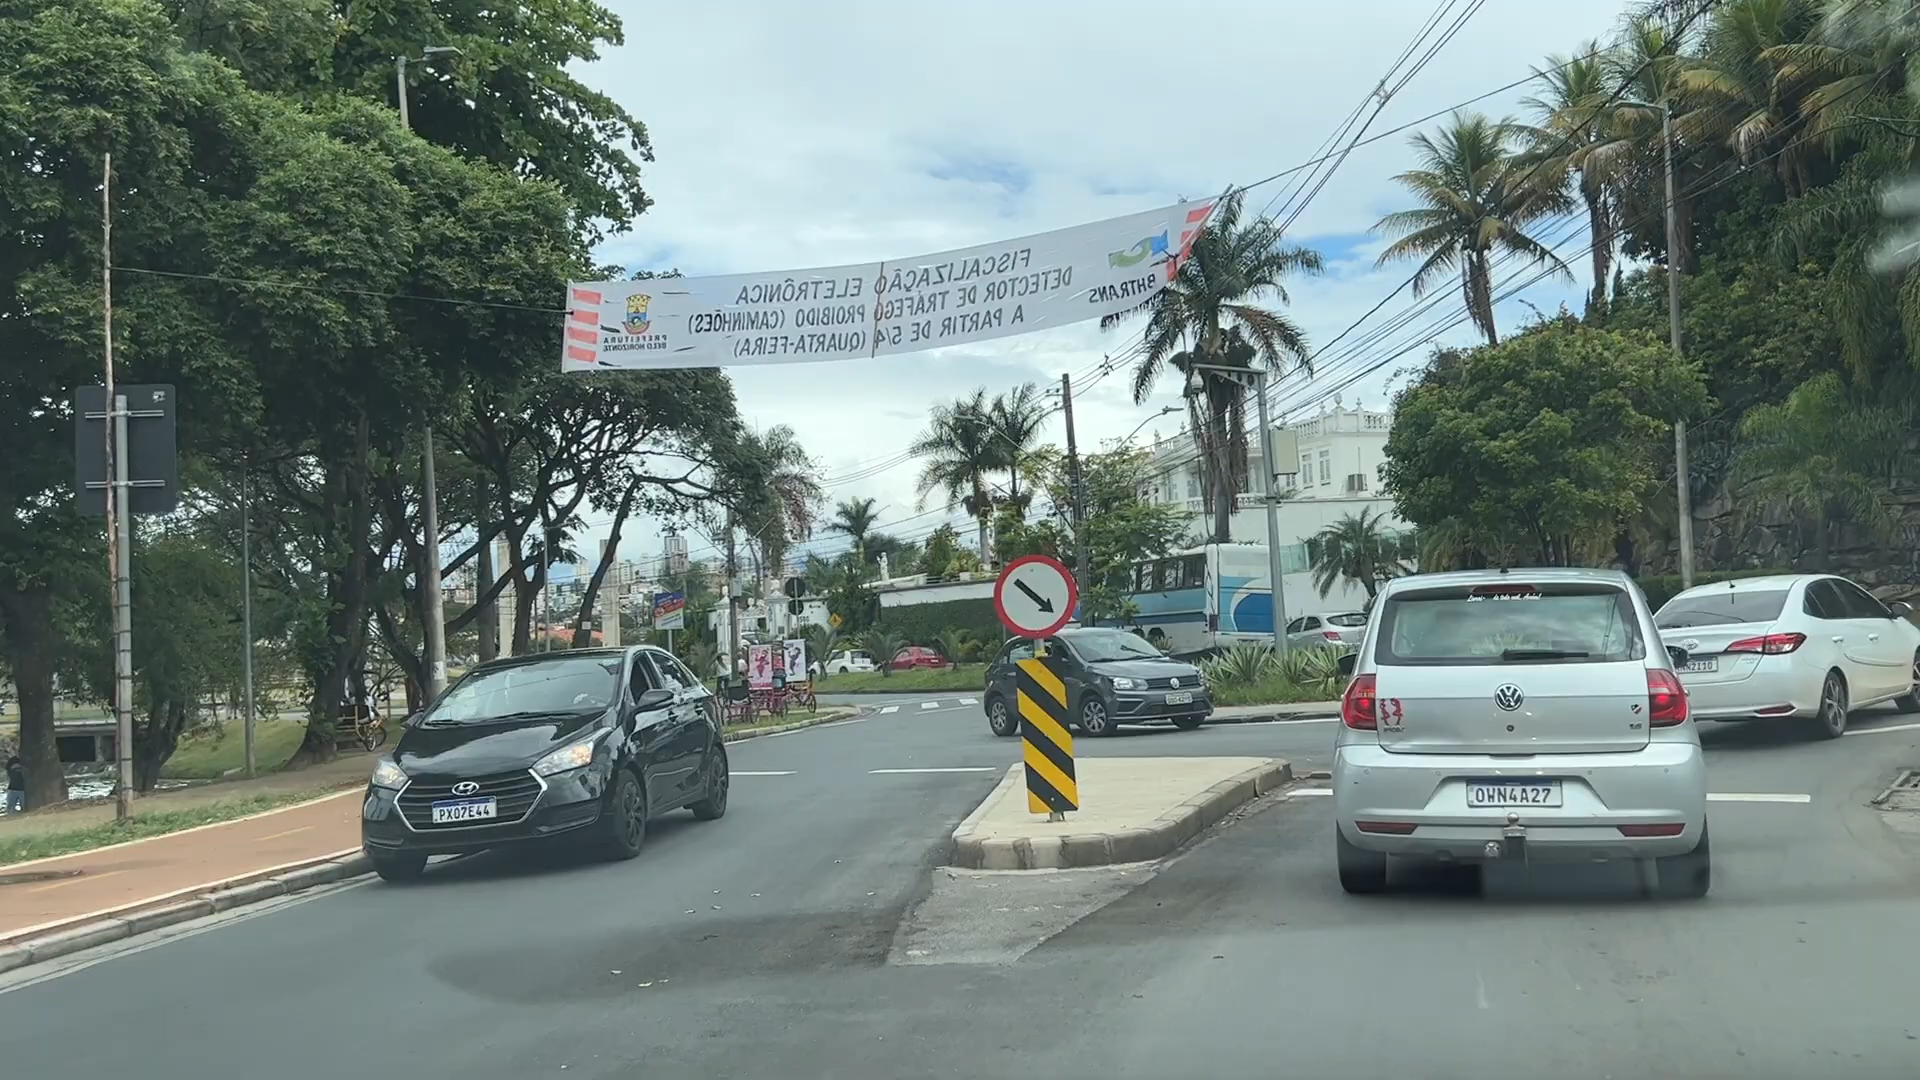 FISCALIZAÇÃO ELETRÔNICA
DETECTOR DE TRÁFEGO PROIBIDO (CAMINHÕES)
A PARTIR DE 5/4 (QUARTA-FEIRA)
BHTRANS
PREFEITURA
BELO HORIZONTE
PXO7E44
OWN4A27